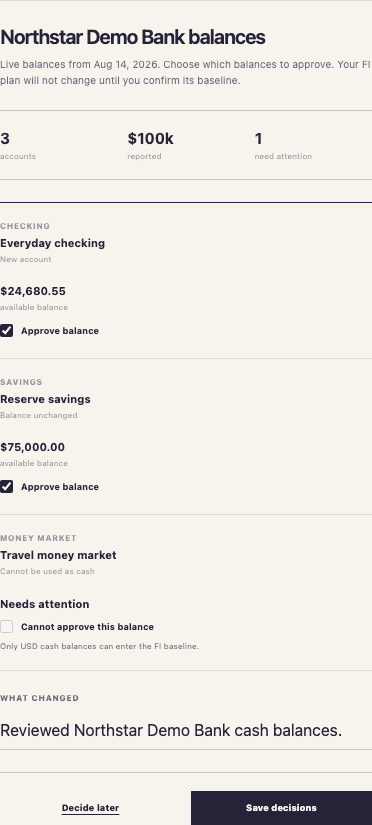 Northstar Demo Bank balances
Live balances from Aug 14, 2026. Choose which balances to approve. Your FI
plan will not change until you confirm its baseline.
3
accounts
$100k
reported
1
need attention
CHECKING
Everyday checking
New account
$24,680.55
available balance
Approve balance
SAVINGS
Reserve savings
Balance unchanged
$75,000.00
available balance
Approve balance
MONEY MARKET
Travel money market
Cannot be used as cash
Needs attention
Cannot approve this balance
Only USD cash balances can enter the FI baseline.
WHAT CHANGED
Reviewed Northstar Demo Bank cash balances.
Decide later
Save decisions